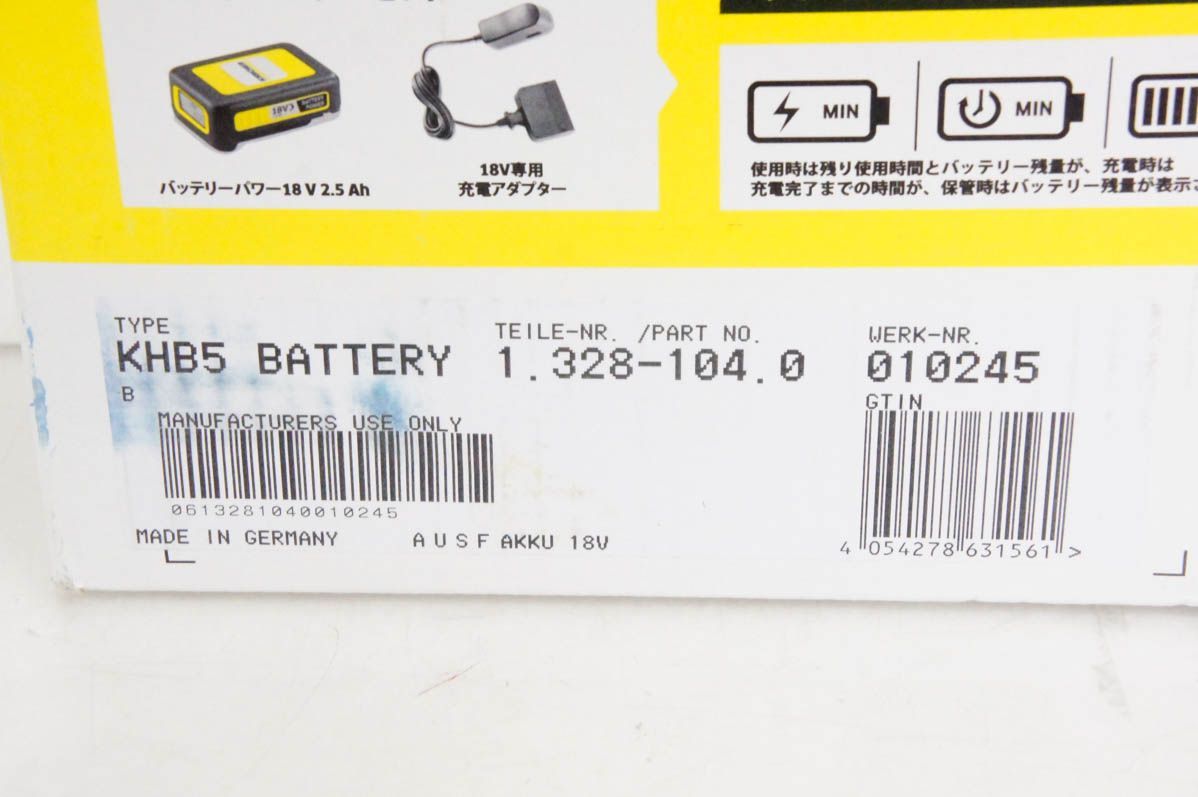 18V
BATTERY
POWER
バッテリーパワー18 V 2.5 Ah
18V専用
充電アダプター
MIN
MIN
使用時は残り使用時間とバッテリー残量が、充電時は
充電完了までの時間が、保管時はバッテリー残量が表示さ
TYPE
KHB5 BATTERY
B
TEILE-NR. /PART NO.
1.328-104.0
WERK-NR.
010245
MANUFACTURERS USE ONLY
0613281040010245
GTIN
4 054278 631561 >
MADE IN GERMANY
AUSF AKKU 18V